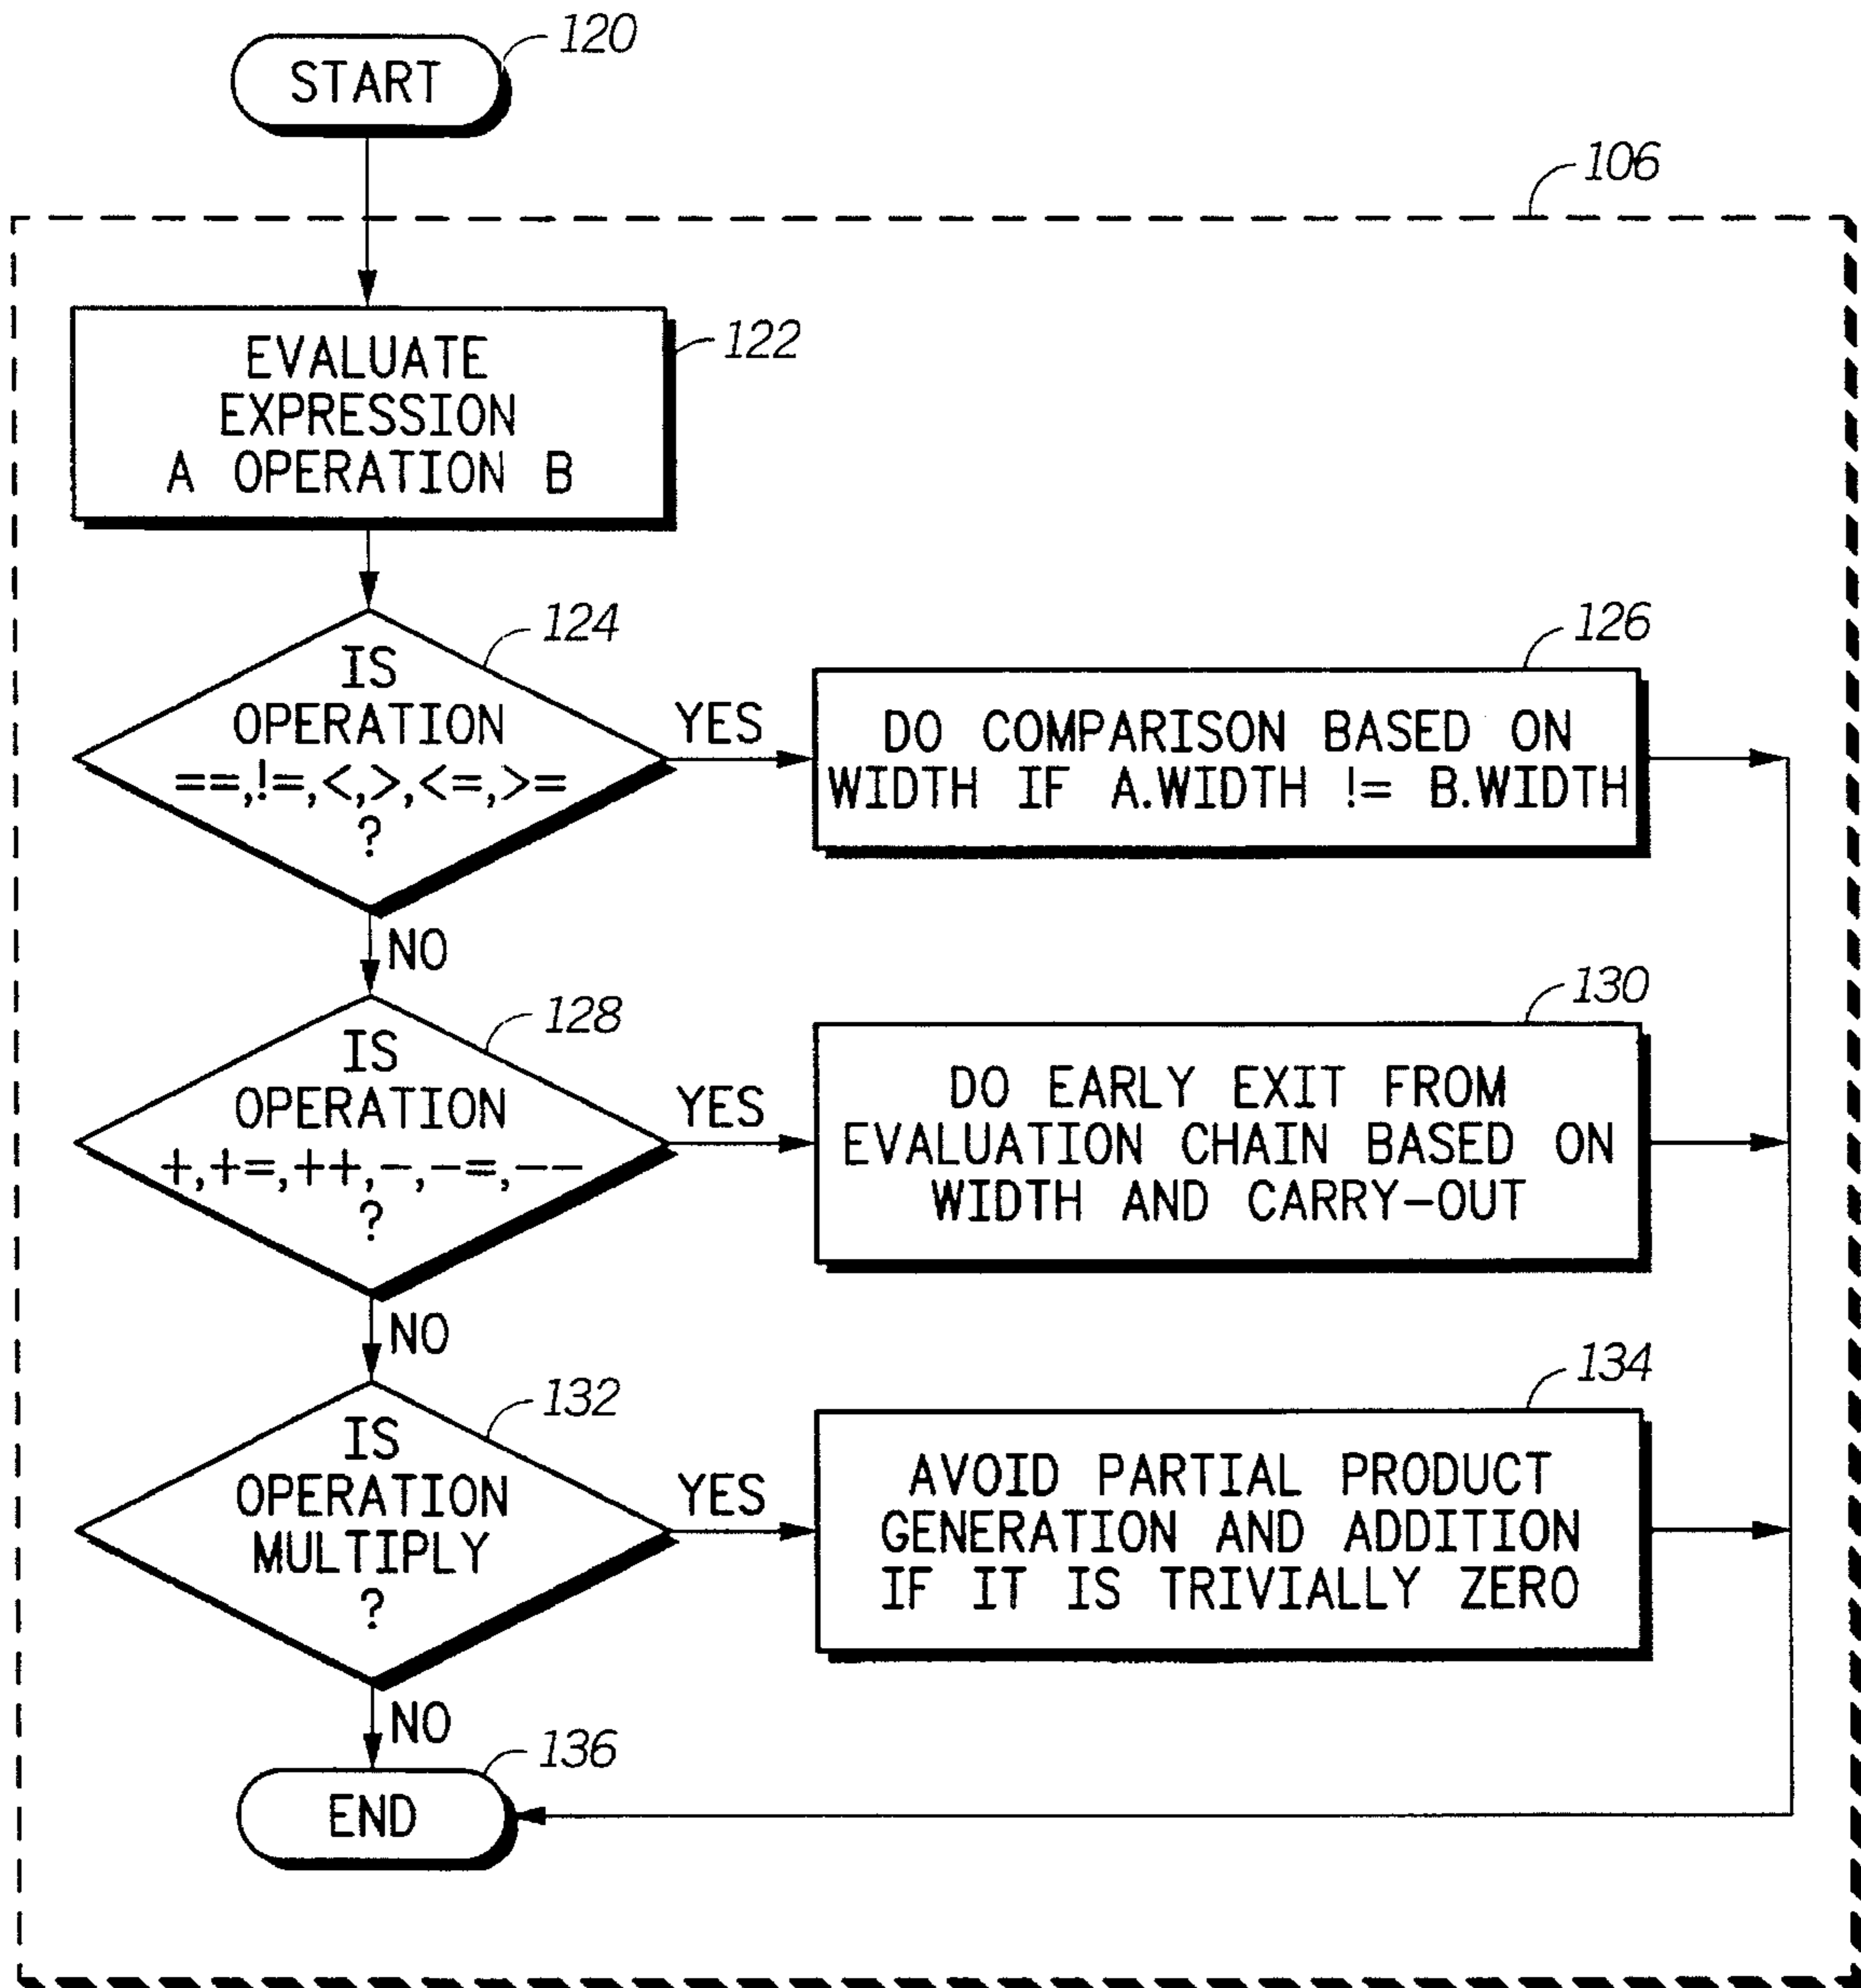 120
START
106
EVALUATE
EXPRESSION
A OPERATION B
122
124
IS
OPERATION
==,!=,<,>,<=,>=
?
YES
126
DO COMPARISON BASED ON
WIDTH IF A.WIDTH != B.WIDTH
NO
128
IS
OPERATION
+,+=,++,-,-=,--
?
YES
130
DO EARLY EXIT FROM
EVALUATION CHAIN BASED ON
WIDTH AND CARRY-OUT
NO
132
IS
OPERATION
MULTIPLY
?
YES
134
AVOID PARTIAL PRODUCT
GENERATION AND ADDITION
IF IT IS TRIVIALLY ZERO
NO
136
END